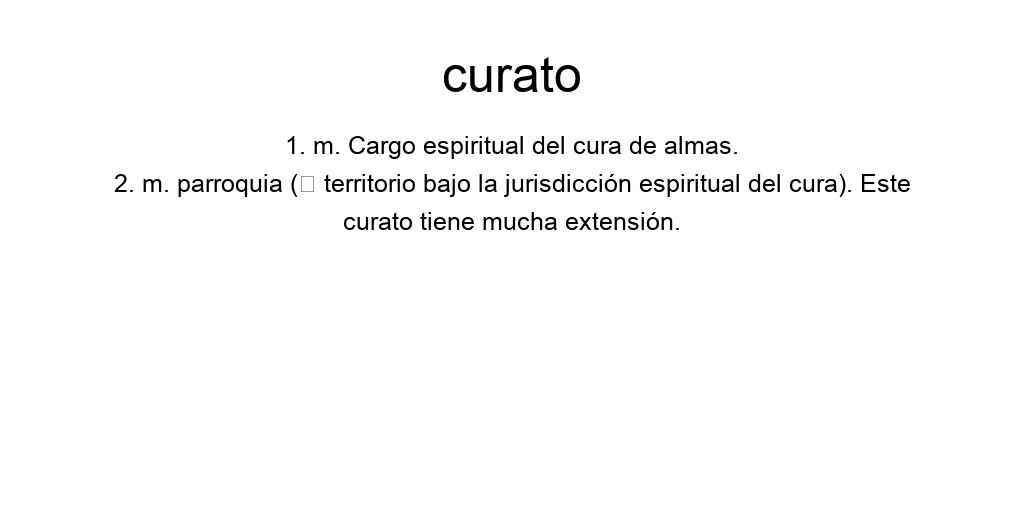 curato
1. m. Cargo espiritual del cura de almas.
2. m. parroquia (▯ territorio bajo la jurisdicción espiritual del cura). Este
curato tiene mucha extensión.